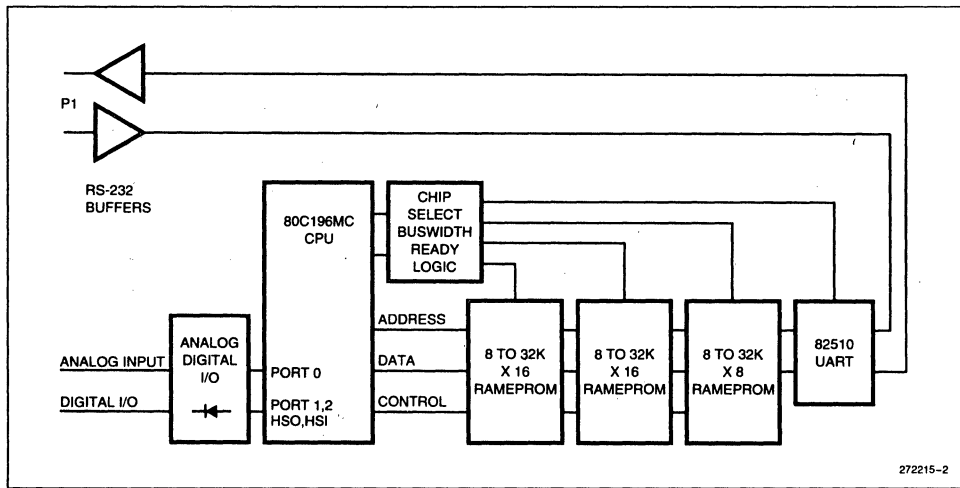 P1
RS-232
BUFFERS
80C196MC
CPU
CHIP
SELECT
BUSWIDTH
READY
LOGIC
ADDRESS
DATA
CONTROL
ANALOG INPUT
DIGITAL I/O
ANALOG
DIGITAL
I/O
PORT 0
PORT 1,2
HSO,HSI
8 TO 32K
X 16
RAMEPROM
8 TO 32K
X 16
RAMEPROM
8 TO 32K
X 8
RAMEPROM
82510
UART
272215-2